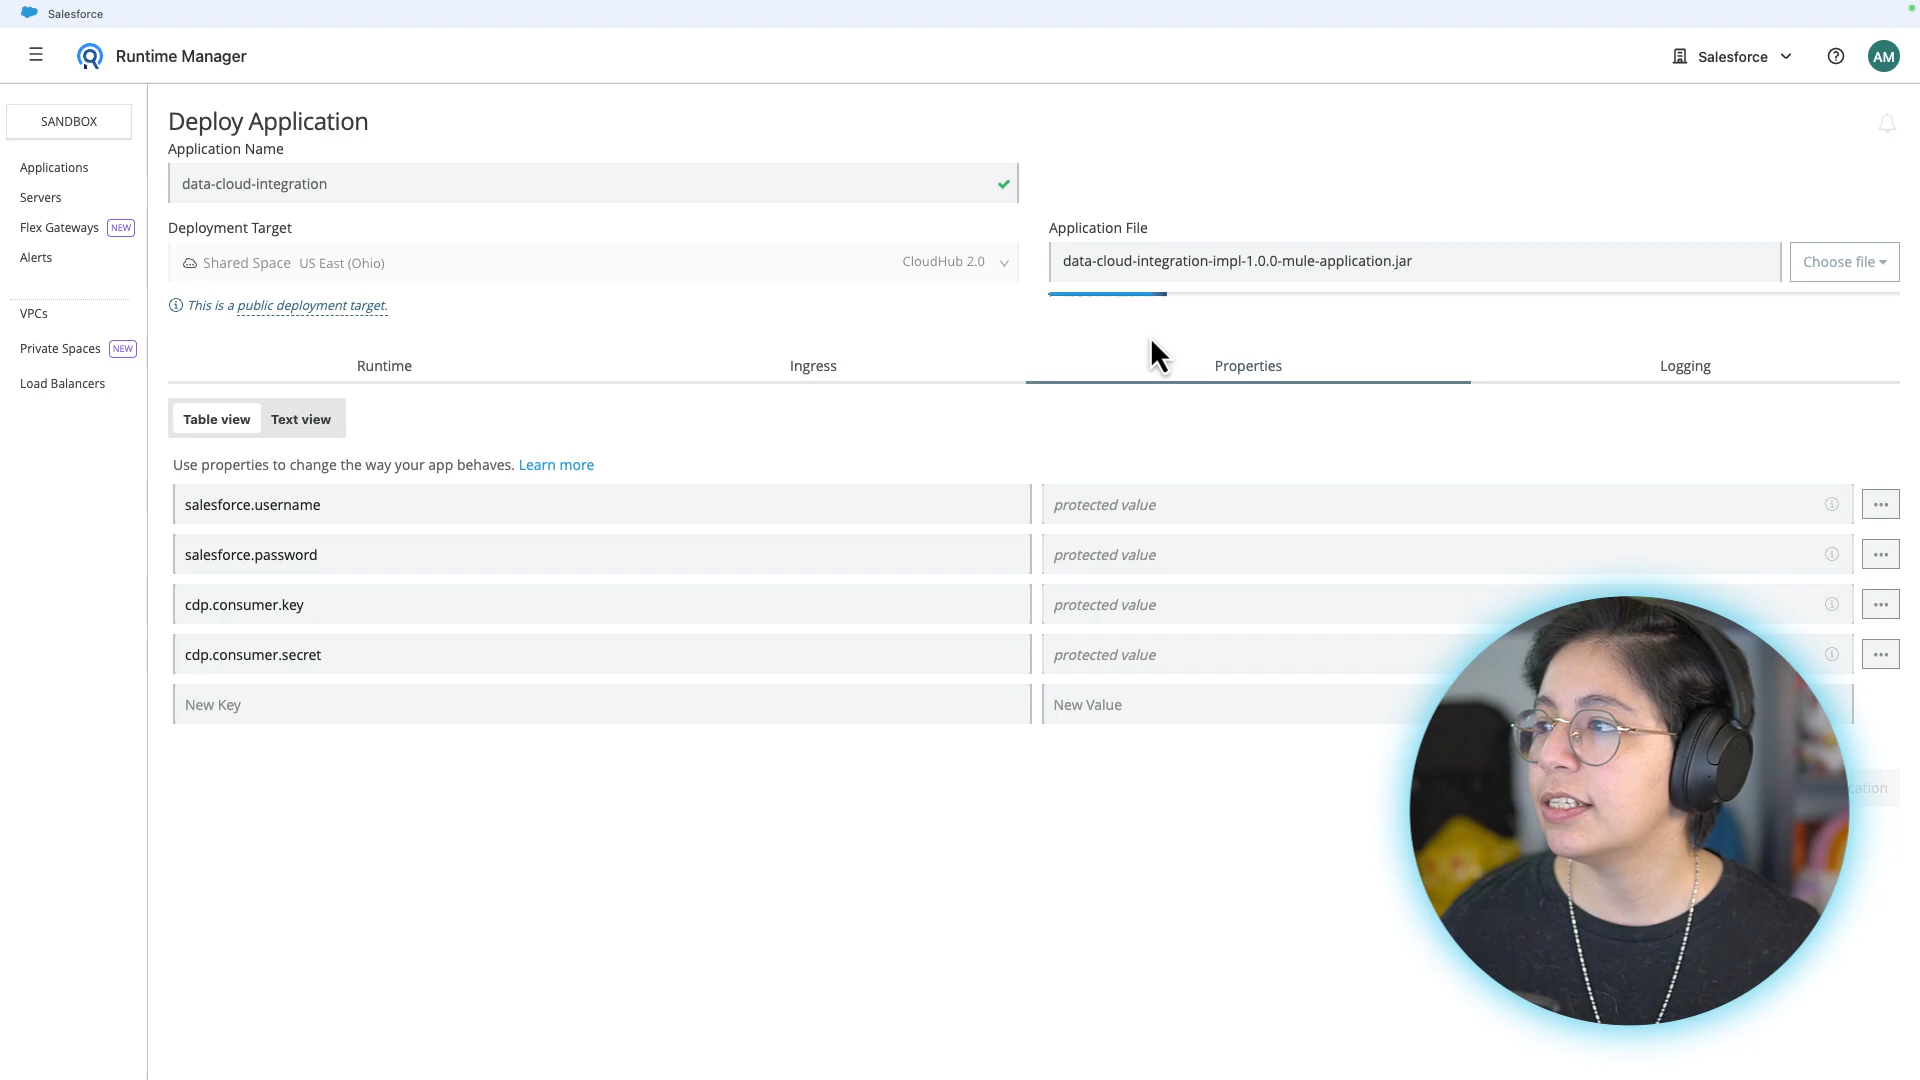 Salesforce
Runtime Manager
Salesforce
AM
SANDBOX
Applications
Servers
Flex Gateways NEW
Alerts
VPCs
Private Spaces NEW
Load Balancers
Deploy Application
Application Name
data-cloud-integration
Deployment Target
Shared Space US East (Ohio) CloudHub 2.0
This is a public deployment target.
Application File
data-cloud-integration-impl-1.0.0-mule-application.jar
Choose file
Runtime Ingress Properties Logging
Table view Text view
Use properties to change the way your app behaves. Learn more
salesforce.username protected value
salesforce.password protected value
cdp.consumer.key protected value
cdp.consumer.secret protected value
New Key New Value